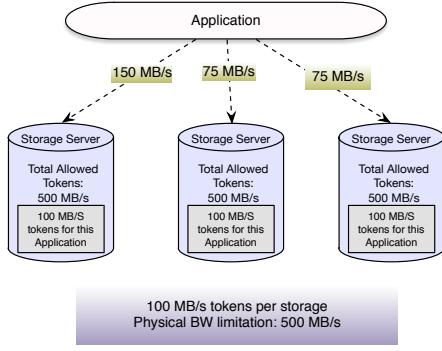 Application
150 MB/s
75 MB/s
75 MB/s
Storage Server
Total Allowed
Tokens:
500 MB/s
100 MB/S
tokens for this
Application
Storage Server
Total Allowed
Tokens:
500 MB/s
100 MB/S
tokens for this
Application
Storage Server
Total Allowed
Tokens:
500 MB/s
100 MB/S
tokens for this
Application
100 MB/s tokens per storage
Physical BW limitation: 500 MB/s